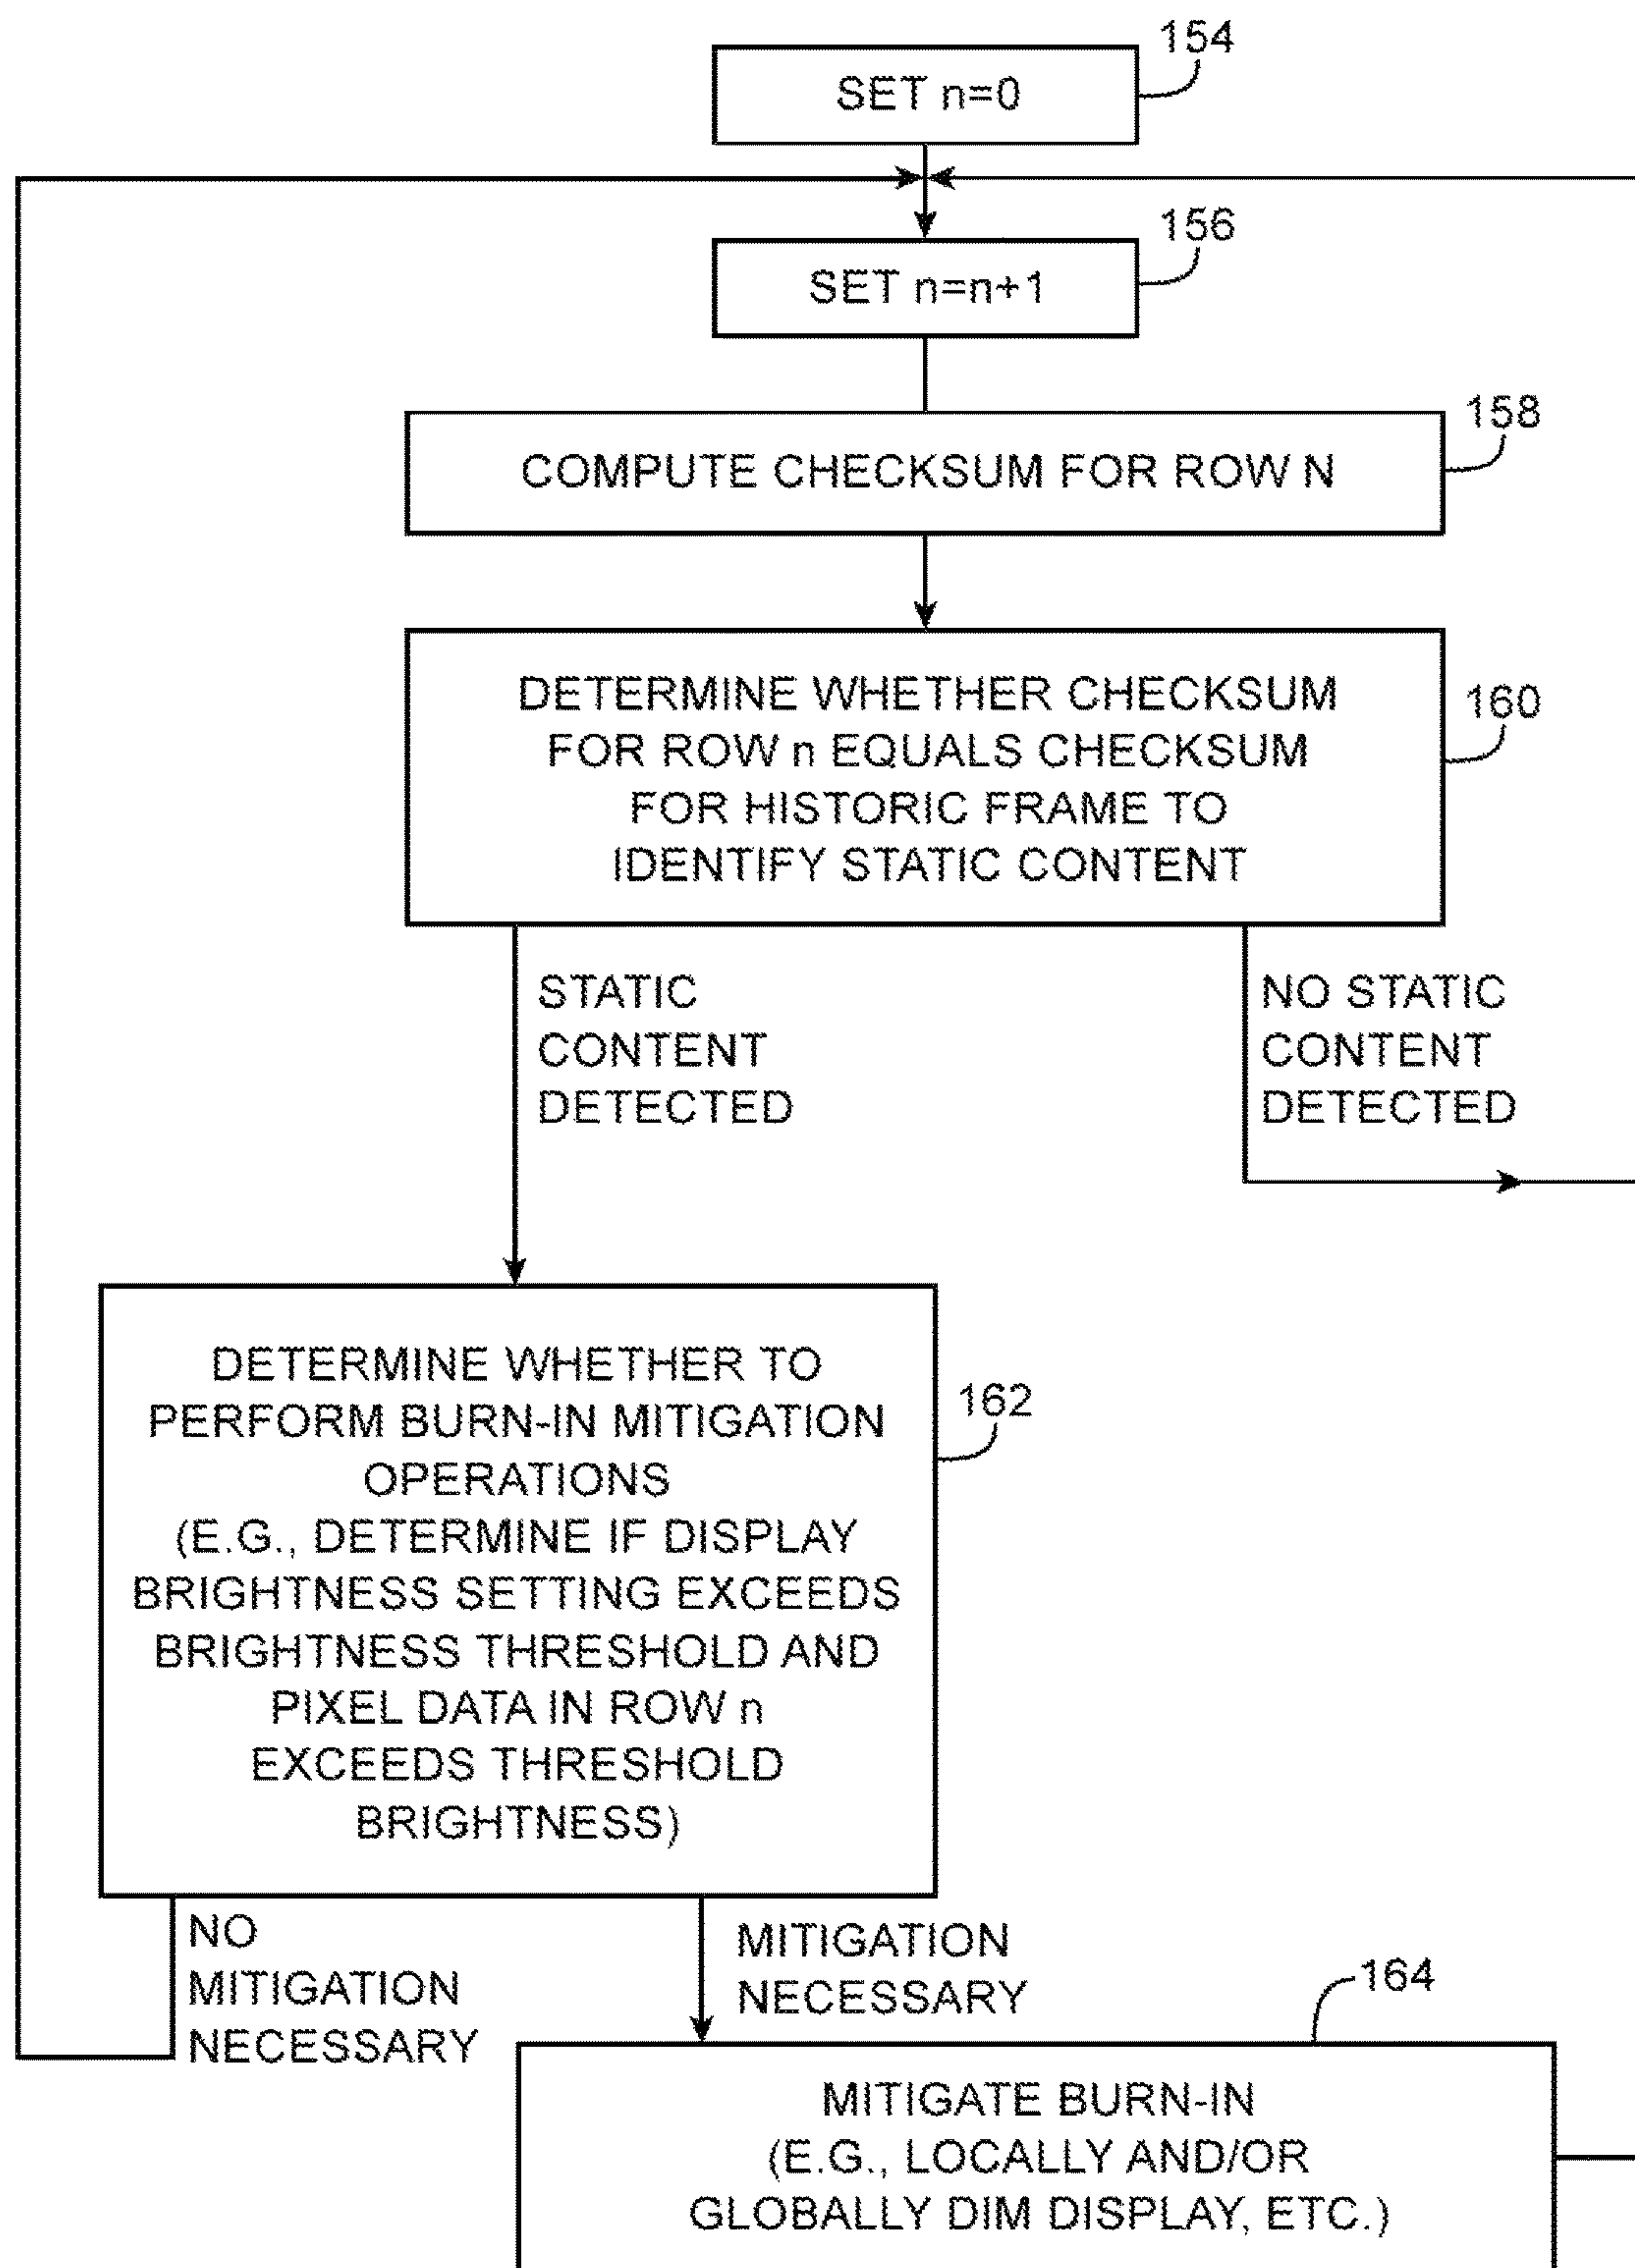 154
SET n=0
156
SET n=n+1
158
COMPUTE CHECKSUM FOR ROW N
DETERMINE WHETHER CHECKSUM
160
FOR ROW n EQUALS CHECKSUM
FOR HISTORIC FRAME TO
IDENTIFY STATIC CONTENT
STATIC
CONTENT
DETECTED
NO STATIC
CONTENT
DETECTED
DETERMINE WHETHER TO
162
PERFORM BURN-IN MITIGATION
OPERATIONS
(E.G., DETERMINE IF DISPLAY
BRIGHTNESS SETTING EXCEEDS
BRIGHTNESS THRESHOLD AND
PIXEL DATA IN ROW n
EXCEEDS THRESHOLD
BRIGHTNESS)
NO
MITIGATION
NECESSARY
MITIGATION
NECESSARY
164
MITIGATE BURN-IN
(E.G., LOCALLY AND/OR
GLOBALLY DIM DISPLAY, ETC.)